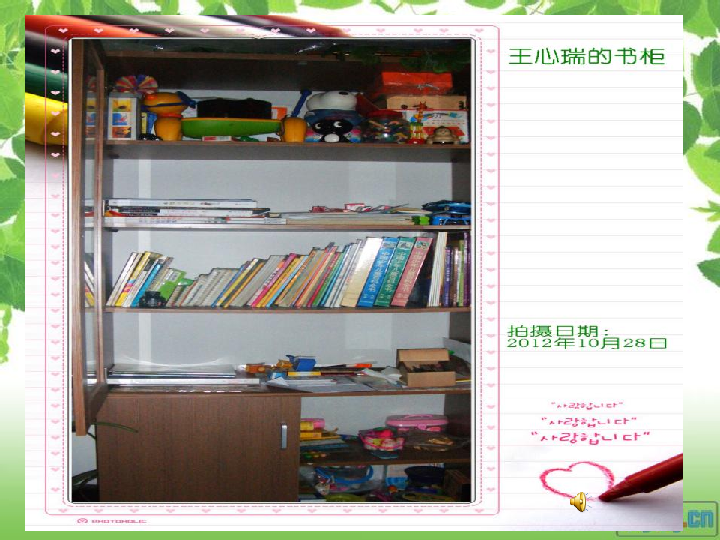 王心瑞的书柜
拍摄日期：
2012年10月28日
"사랑합니다"
"사랑합니다"
"사랑합니다"
PHOTOHOLIC
.cn